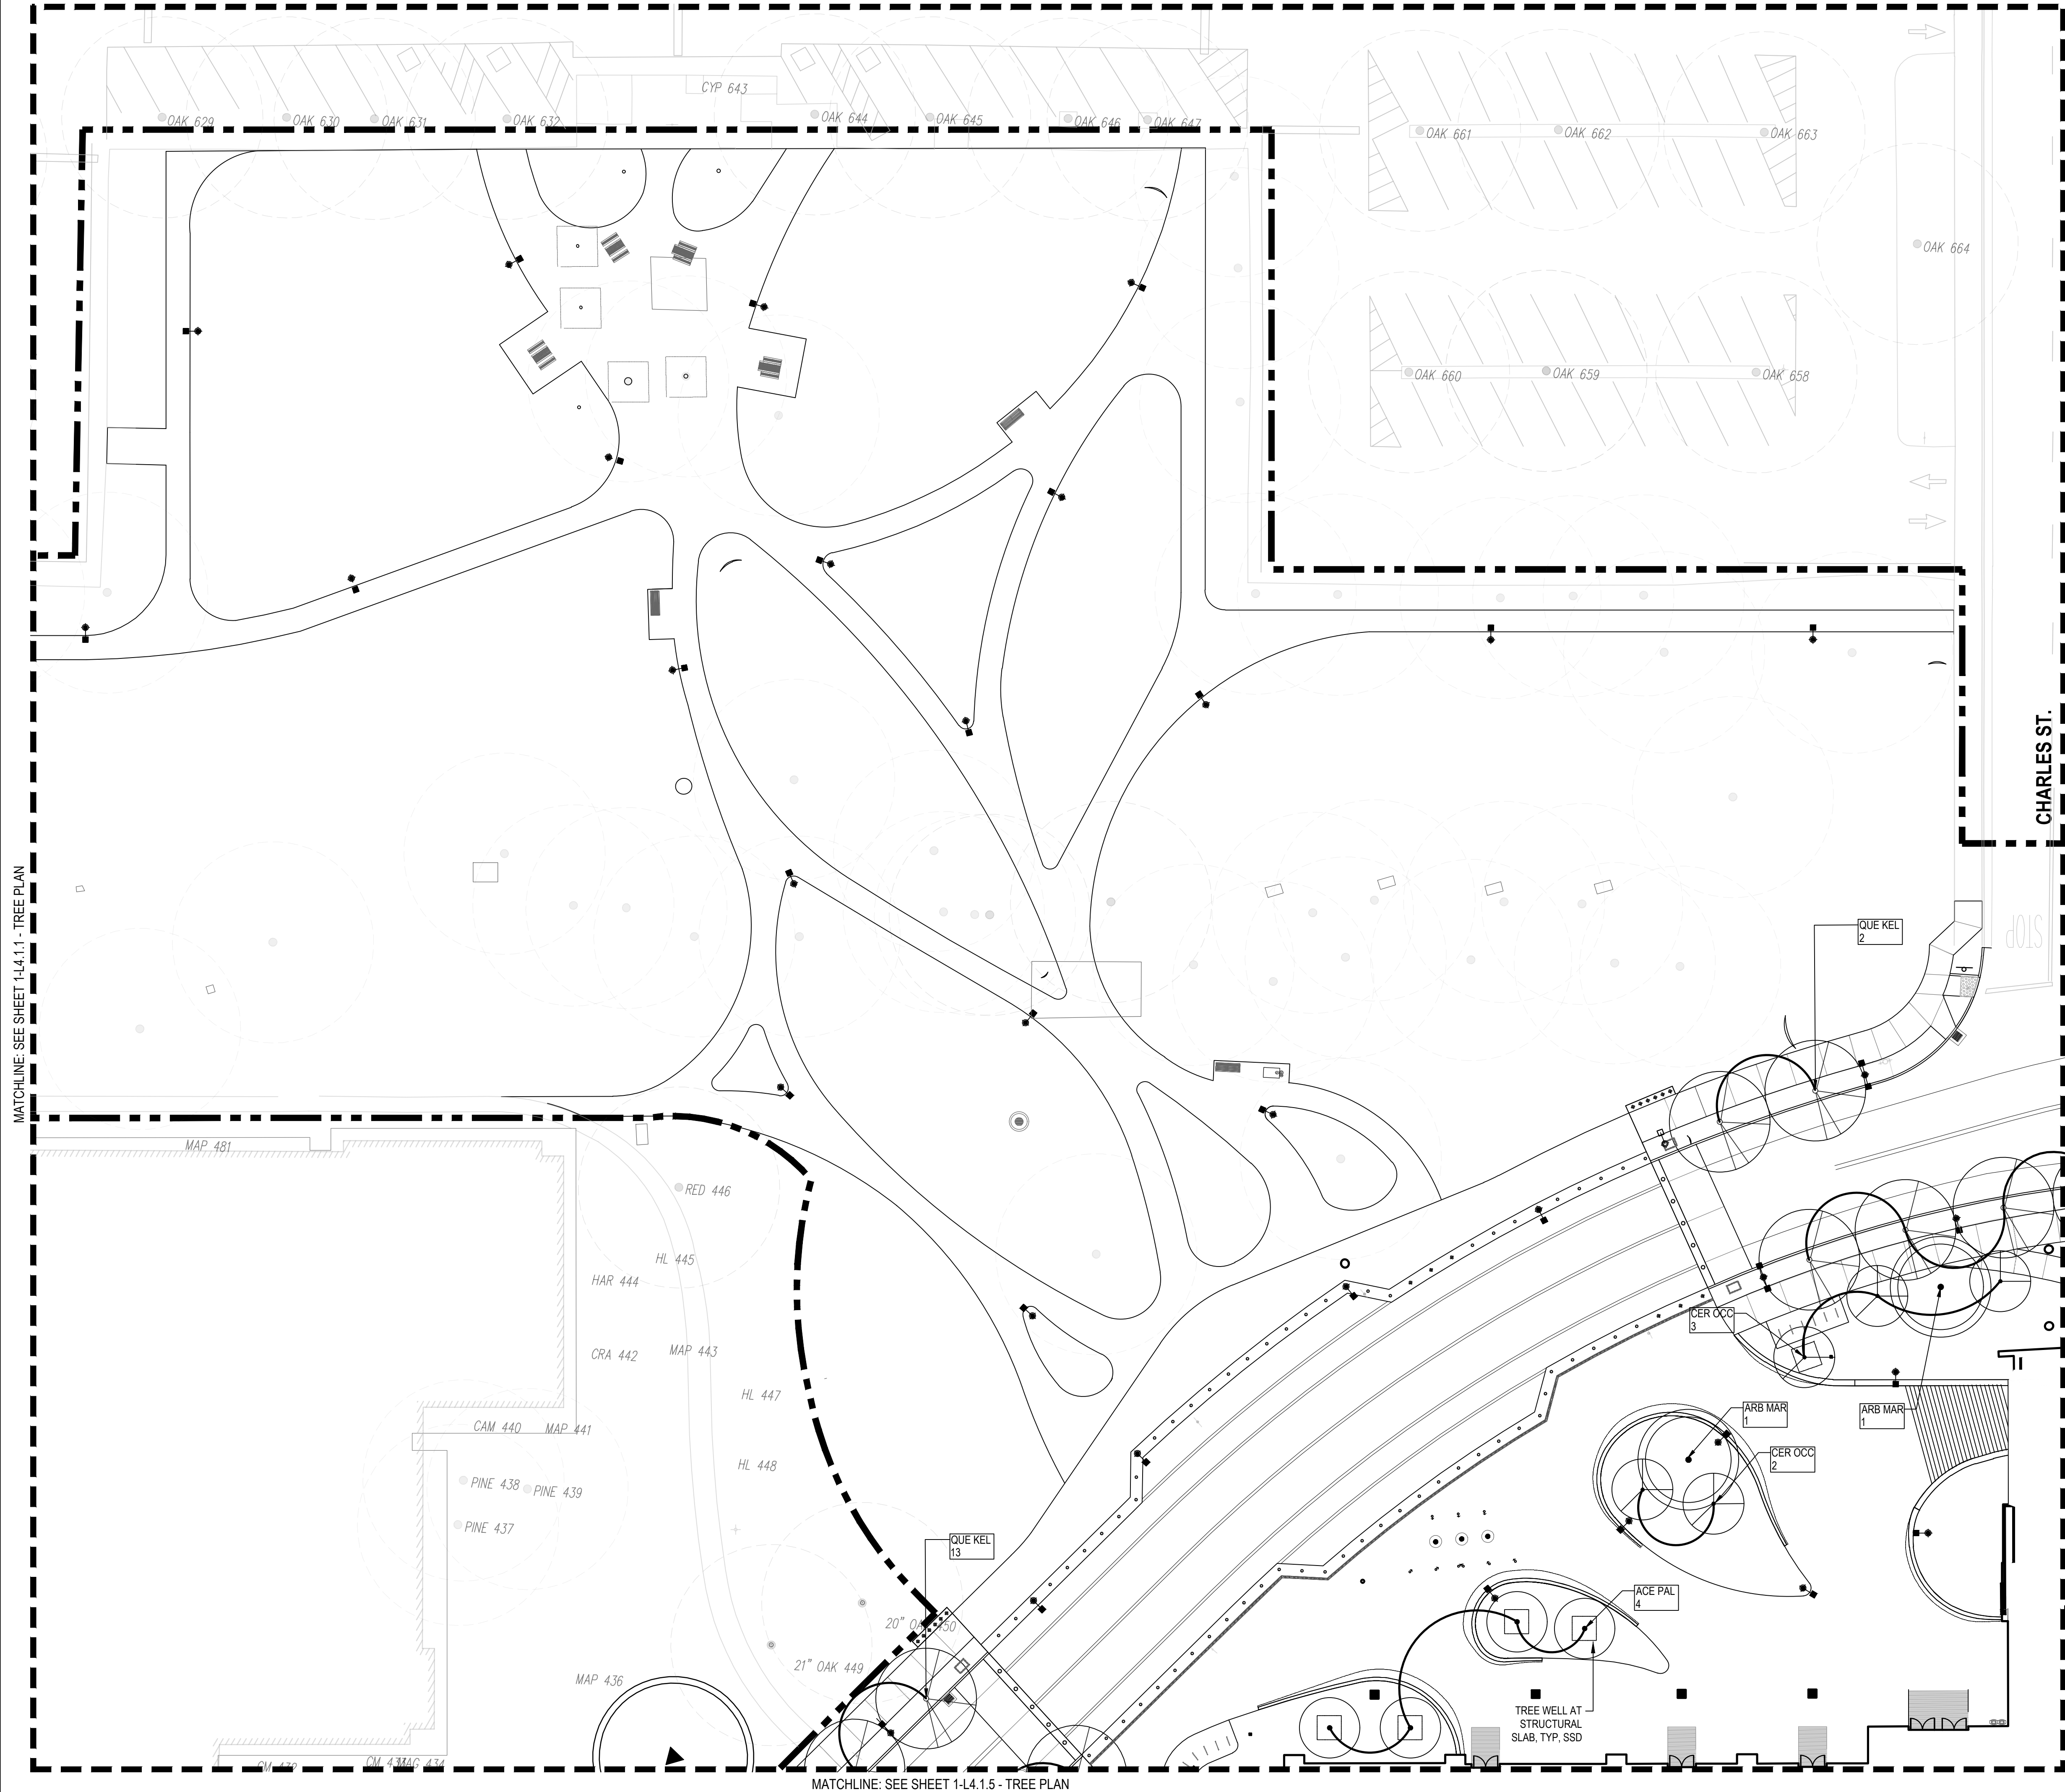 CYP 643
OAK 629
OAK 630
OAK 631
OAK 632
OAK 644
OAK 645
OAK 646
OAK 647
OAK 661
OAK 662
OAK 663
OAK 664
OAK 660
OAK 659
OAK 658
CHARLES ST.
STOP
MATCHLINE: SEE SHEET 1-L4.1.1 - TREE PLAN
QUE KEL
2
MAP 481
RED 446
HL 445
HAR 444
CRA 442
MAP 443
HL 447
CAM 440
MAP 441
HL 448
PINE 438
PINE 439
PINE 437
CER OCC
3
ARB MAR
1
ARB MAR
1
CER OCC
2
QUE KEL
13
ACE PAL
4
20" OAK 450
21" OAK 449
MAP 436
TREE WELL AT
STRUCTURAL
SLAB, TYP, SSD
MAG 434
MATCHLINE: SEE SHEET 1-L4.1.5 - TREE PLAN